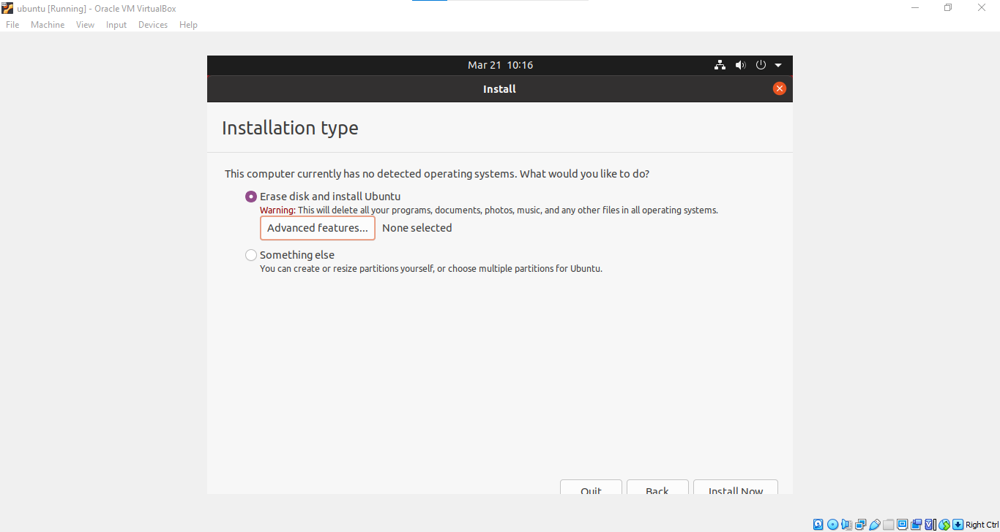 ubuntu [Running] - Oracle VM VirtualBox
File Machine View Input Devices Help
Mar 21 10:16
Install
Installation type
This computer currently has no detected operating systems. What would you like to do?
Erase disk and install Ubuntu
Warning: This will delete all your programs, documents, photos, music, and any other files in all operating systems.
Advanced features... None selected
Something else
You can create or resize partitions yourself, or choose multiple partitions for Ubuntu.
Quit Back Install Now
Right Ctrl